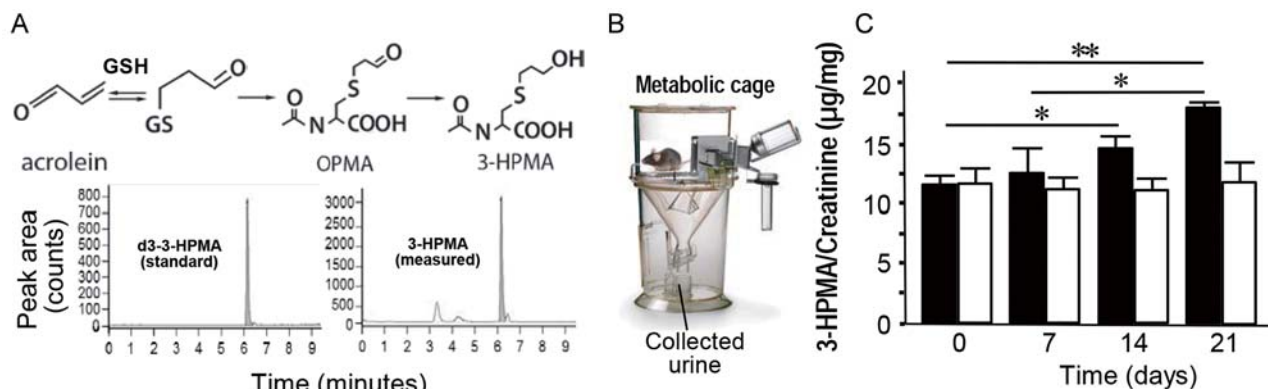 A
GSH
O
O
GS
O
S
O
N
COOH
OH
S
O
N
COOH
acrolein
OPMA
3-HPMA
Peak area
(counts)
800
700
600
500
400
300
200
100
0
d3-3-HPMA
(standard)
0 1 2 3 4 5 6 7 8 9
3000
2500
2000
1500
1000
500
0
3-HPMA
(measured)
0 1 2 3 4 5 6 7 8 9
Time (minutes)
B
Metabolic cage
Collected
urine
C
3-HPMA/Creatinine (µg/mg)
20
15
10
5
0
**
*
*
0 7 14 21
Time (days)